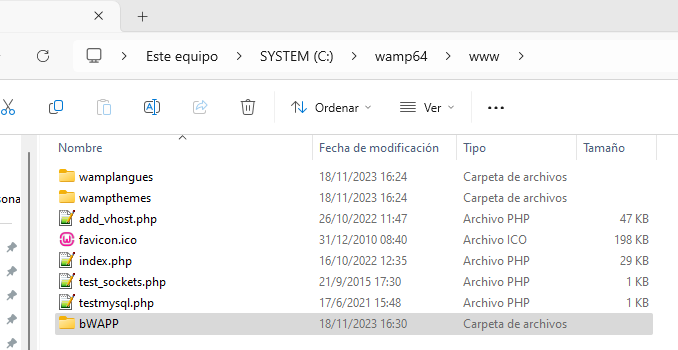 Este equipo > SYSTEM (C:) > wamp64 > www >
Ordenar Ver ...
Nombre Fecha de modificación Tipo Tamaño
wamplangues 18/11/2023 16:24 Carpeta de archivos
wampthemes 18/11/2023 16:24 Carpeta de archivos
sona
add_vhost.php 26/10/2022 11:47 Archivo PHP 47 KB
favicon.ico 31/12/2010 08:40 Archivo ICO 198 KB
index.php 16/10/2022 12:35 Archivo PHP 29 KB
test_sockets.php 21/9/2015 17:30 Archivo PHP 1 KB
testmysql.php 17/6/2021 15:48 Archivo PHP 1 KB
bWAPP 18/11/2023 16:30 Carpeta de archivos